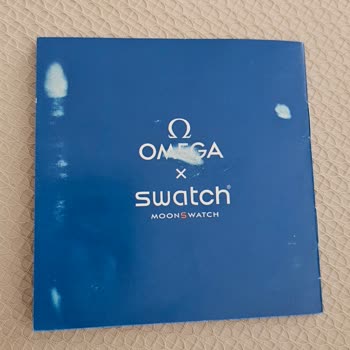 Ω
OMEGA
×
swatch®
MOONSWATCH